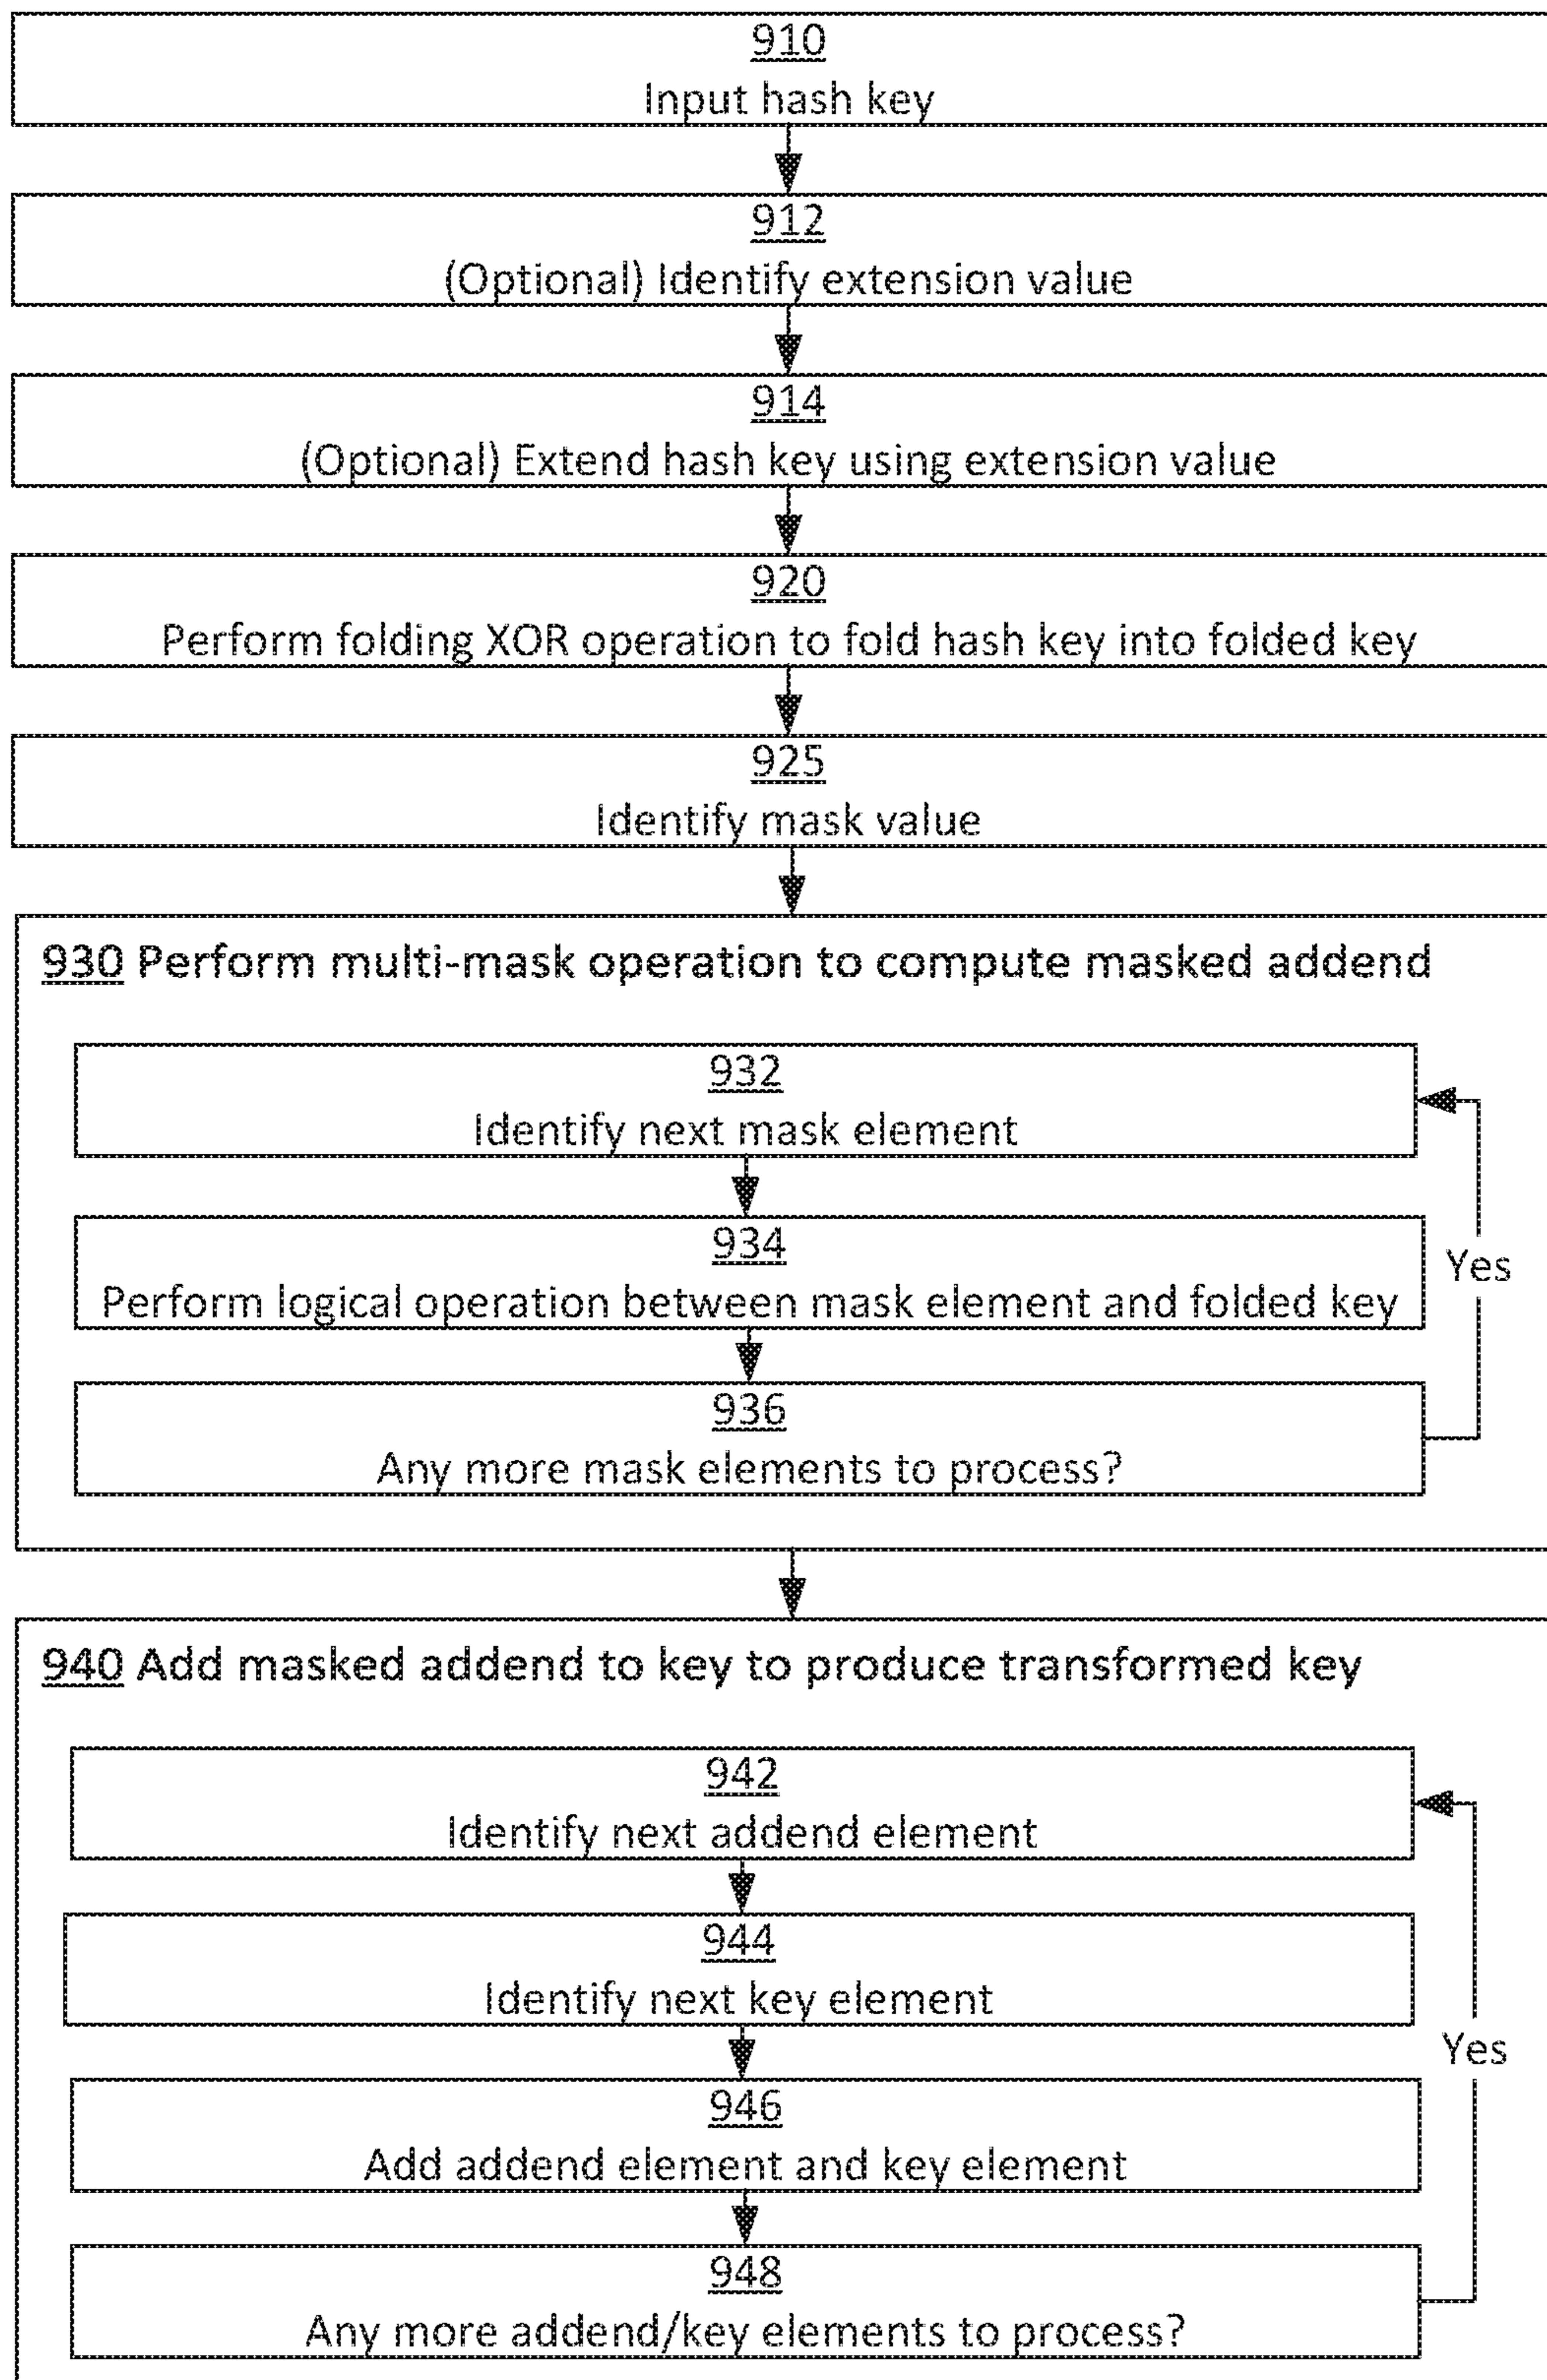 910
Input hash key
912
(Optional) Identify extension value
914
(Optional) Extend hash key using extension value
920
Perform folding XOR operation to fold hash key into folded key
925
Identify mask value
930 Perform multi-mask operation to compute masked addend
932
Identify next mask element
934
Perform logical operation between mask element and folded key
Yes
936
Any more mask elements to process?
940 Add masked addend to key to produce transformed key
942
Identify next addend element
944
Identify next key element
Yes
946
Add addend element and key element
948
Any more addend/key elements to process?